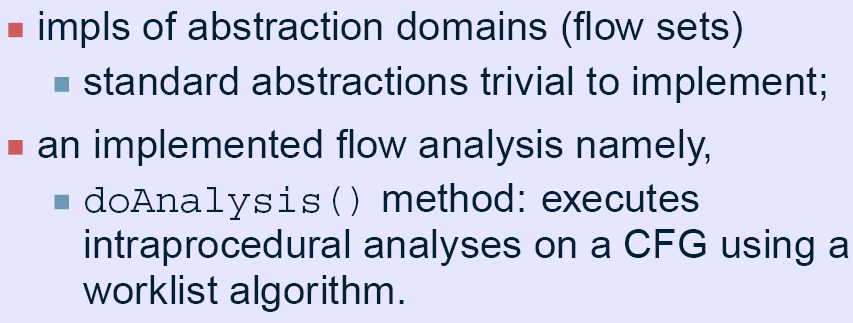 impls of abstraction domains (flow sets)
standard abstractions trivial to implement;
an implemented flow analysis namely,
doAnalysis() method: executes
intraprocedural analyses on a CFG using a
worklist algorithm.